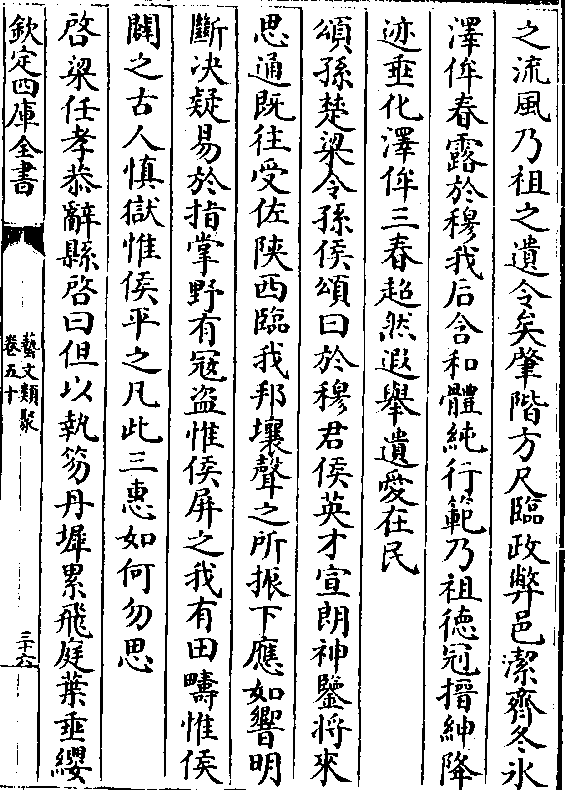 之流風乃祖之遺令矣肇階方尺臨政弊邑潔齊冬氷
澤侔春露於穆我后含和體純行範乃祖德冠搢紳降
迹垂化澤侔三春超然遐舉遺愛在民
頌孫楚梁令孫侯頌曰於穆君侯英才宣朗神鑒將來
思通既往受佐陜西臨我邦壤聲之所振下應如響明
斷决疑易於指掌野有冦盗惟侯屏之我有田疇惟侯
闢之古人慎獄惟侯平之凡此三惠如何勿思
啓梁任孝恭辭縣啓曰但以執笏丹墀累飛庭葉垂纓
欽定四庫全書
藝文類聚
卷五十
三十六